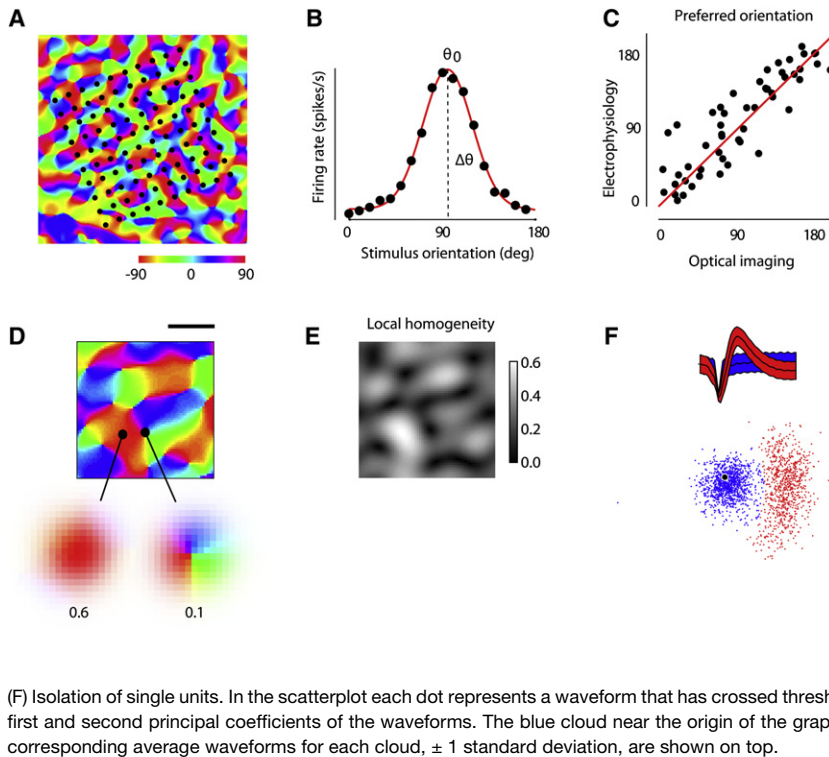 A
B
C
Preferred orientation
θ0
Δθ
Firing rate (spikes/s)
0
90
180
Stimulus orientation (deg)
180
90
0
Electrophysiology
0
90
180
Optical imaging
-90
0
90
D
E
F
Local homogeneity
0.6
0.4
0.2
0.0
0.6
0.1
(F) Isolation of single units. In the scatterplot each dot represents a waveform that has crossed thresh
first and second principal coefficients of the waveforms. The blue cloud near the origin of the grap
corresponding average waveforms for each cloud, ± 1 standard deviation, are shown on top.